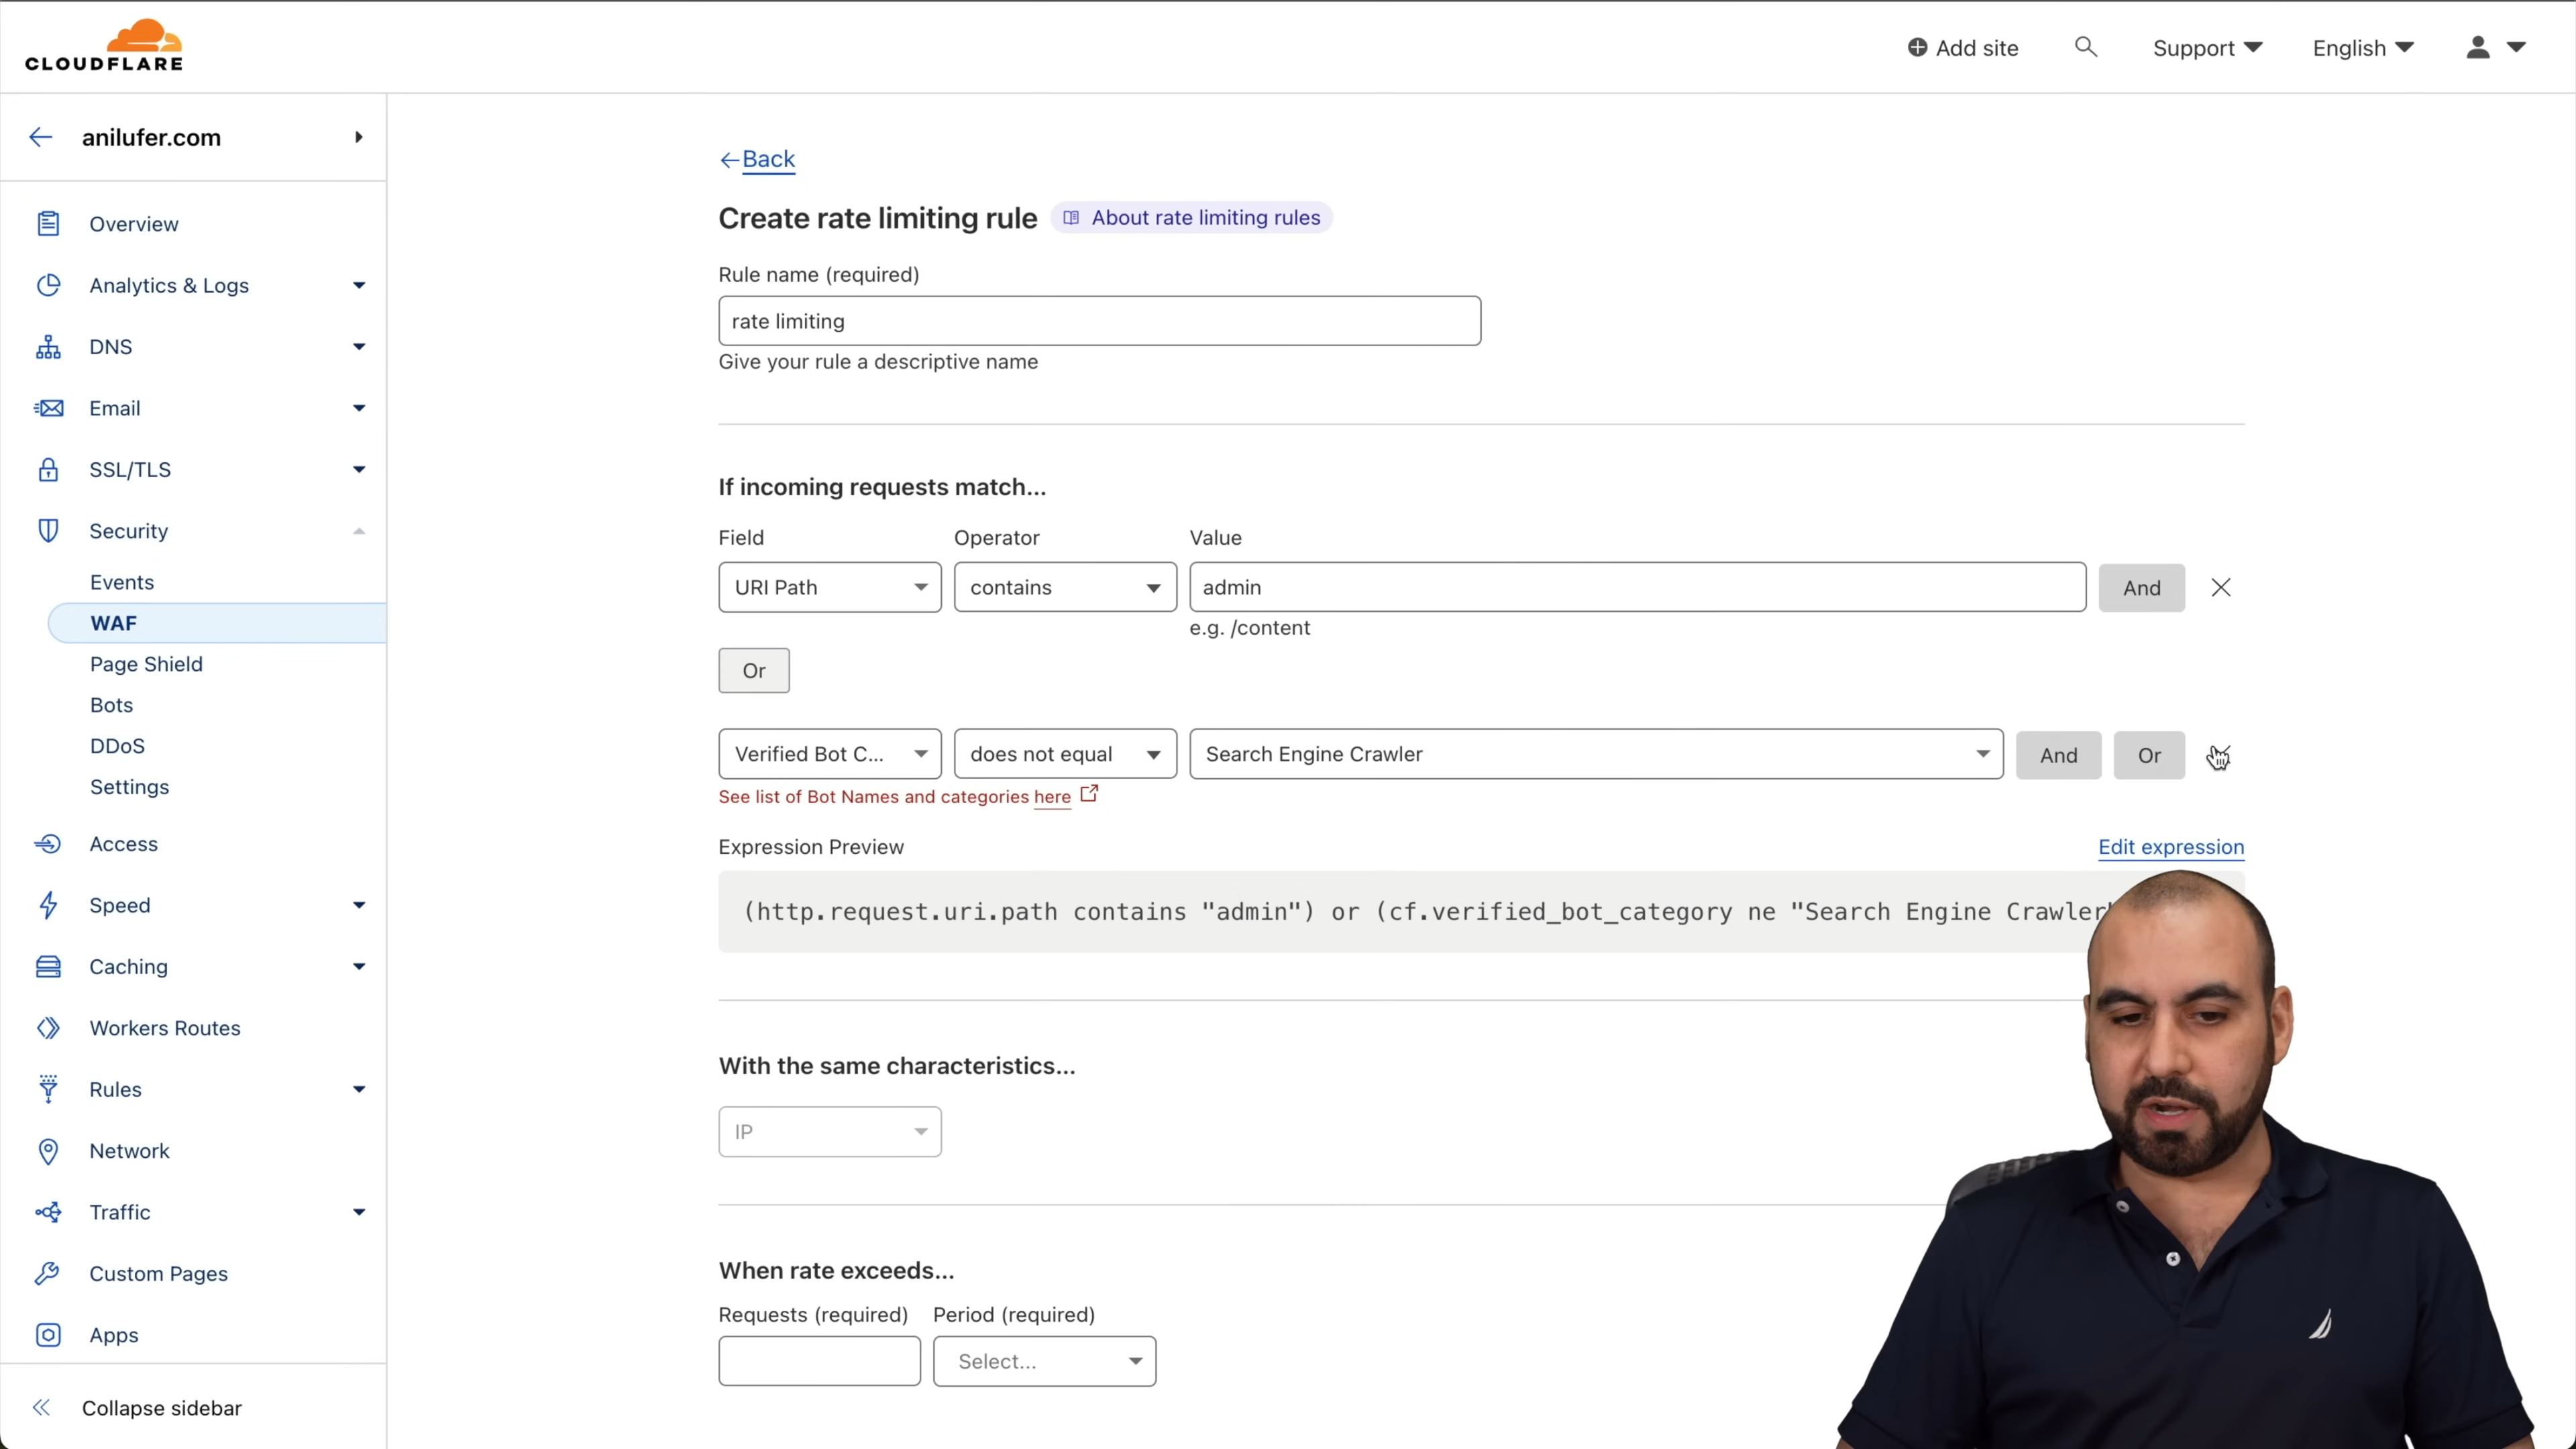 CLOUDFLARE
Add site
Support
English
anilufer.com
Overview
Analytics & Logs
DNS
Email
SSL/TLS
Security
Events
WAF
Page Shield
Bots
DDoS
Settings
Access
Speed
Caching
Workers Routes
Rules
Network
Traffic
Custom Pages
Apps
Collapse sidebar
Back
Create rate limiting rule About rate limiting rules
Rule name (required)
rate limiting
Give your rule a descriptive name
If incoming requests match...
Field Operator Value
URI Path contains admin And
e.g. /content
Or
Verified Bot C... does not equal Search Engine Crawler And Or
See list of Bot Names and categories here
Expression Preview Edit expression
(http.request.uri.path contains "admin") or (cf.verified_bot_category ne "Search Engine Crawler
With the same characteristics...
IP
When rate exceeds...
Requests (required) Period (required)
Select...